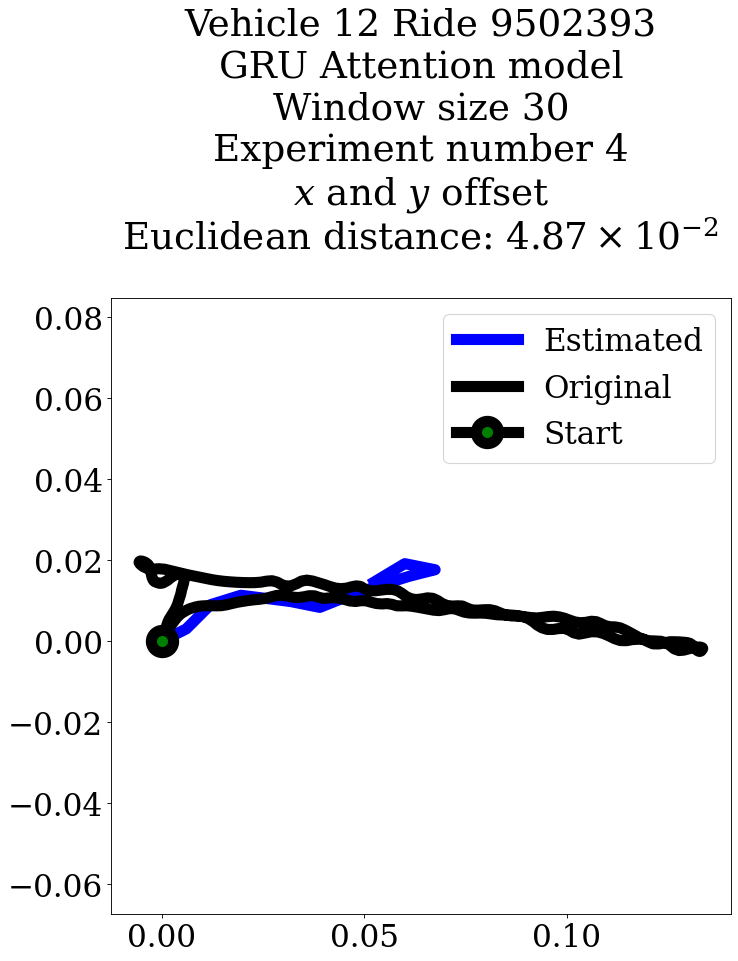 Vehicle 12 Ride 9502393
GRU Attention model
Window size 30
Experiment number 4
x and y offset
Euclidean distance: 4.87 × 10⁻²
Estimated
Original
Start
0.08
0.06
0.04
0.02
0.00
−0.02
−0.04
−0.06
0.00 0.05 0.10